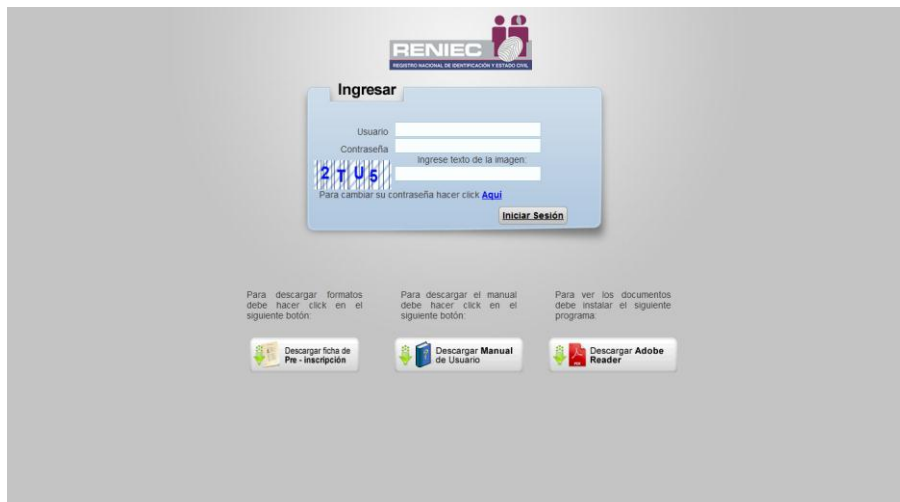 RENIEC
REGISTRO NACIONAL DE IDENTIFICACIÓN Y ESTADO CIVIL
Ingresar
Usuario
Contraseña
Ingrese texto de la imagen:
2TU5
Para cambiar su contraseña hacer click Aquí
Iniciar Sesión
Para descargar formatos
debe hacer click en el
siguiente botón:
Descargar ficha de
Pre - inscripción
Para descargar el manual
debe hacer click en el
siguiente botón:
Descargar Manual
de Usuario
Para ver los documentos
debe instalar el siguiente
programa:
Descargar Adobe
Reader